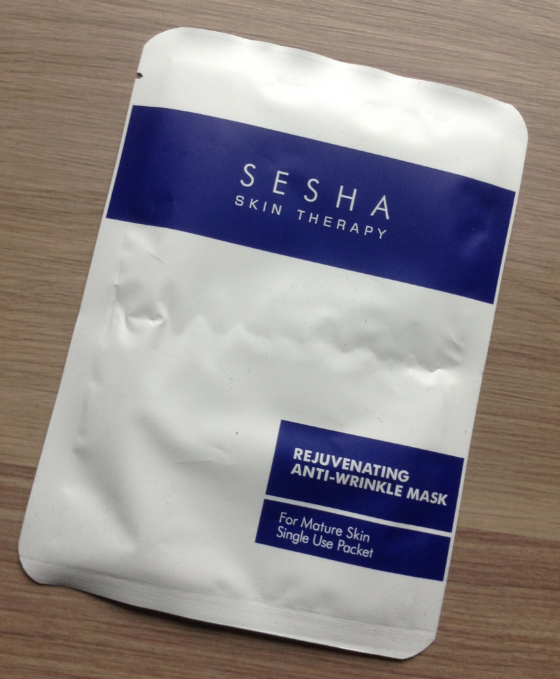 SESHA
SKIN THERAPY
REJUVENATING
ANTI-WRINKLE MASK
For Mature Skin
Single Use Packet